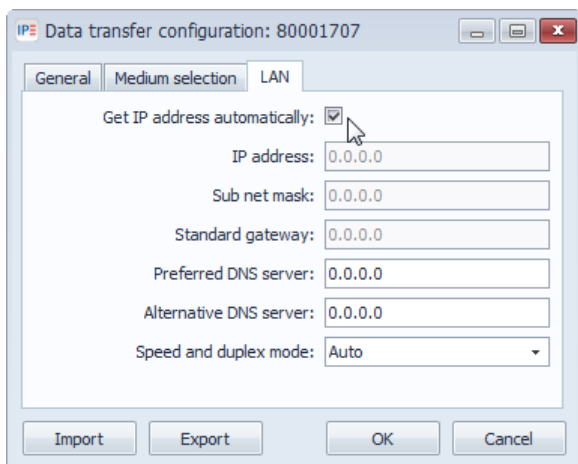 IPE Data transfer configuration: 80001707
General Medium selection LAN
Get IP address automatically:
IP address: 0.0.0.0
Sub net mask: 0.0.0.0
Standard gateway: 0.0.0.0
Preferred DNS server: 0.0.0.0
Alternative DNS server: 0.0.0.0
Speed and duplex mode: Auto
Import Export OK Cancel